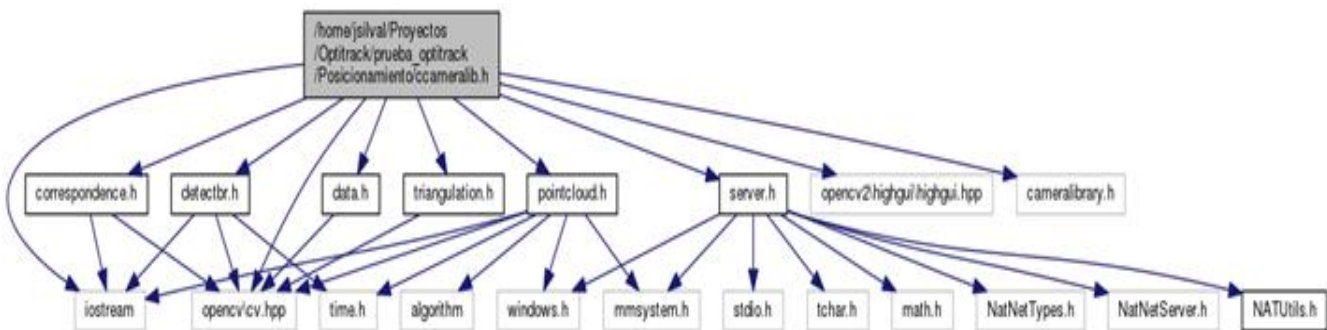 /home/jsilval/Proyectos
/Optitrack/prueba_optitrack
/Posicionamiento/ccameralib.h
correspondence.h
detectbr.h
data.h
triangulation.h
pointcloud.h
server.h
opencv2\highgui\highgui.hpp
cameralibrary.h
iostream
opencv\cv.hpp
time.h
algorithm
windows.h
mmsystem.h
stdio.h
tchar.h
math.h
NatNetTypes.h
NatNetServer.h
NATUtils.h